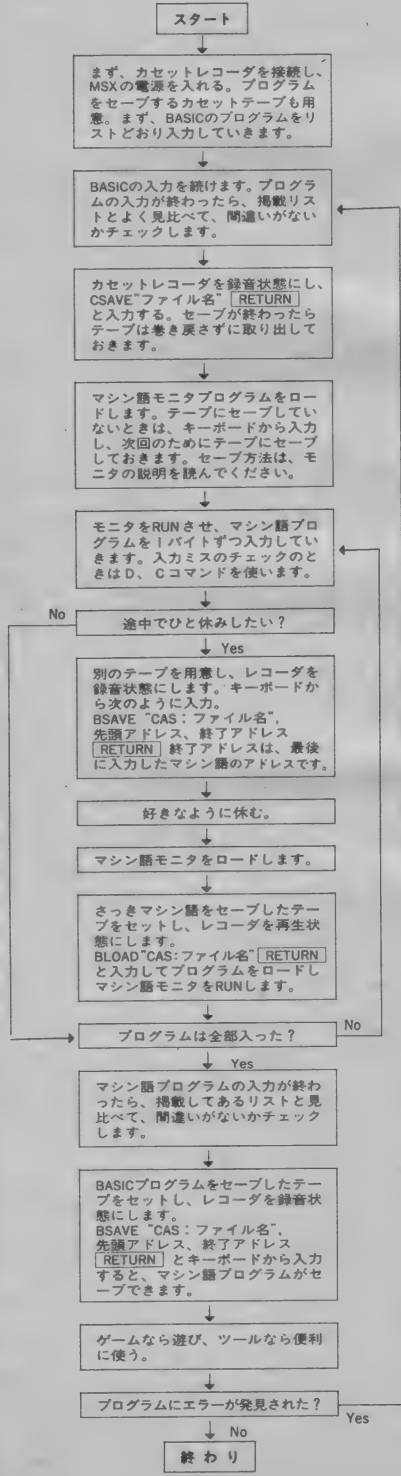 スタート
まず、カセットレコーダを接続し、
MSXの電源を入れる。プログラム
をセーブするカセットテープも用
意。まず、BASICのプログラムをリ
ストどおり入力していきます。
BASICの入力を続けます。プログラ
ムの入力が終わったら、掲載リス
トとよく見比べて、間違いがない
かチェックします。
カセットレコーダを録音状態にし、
CSAVE"ファイル名" RETURN
と入力する。セーブが終わったら
テープは巻き戻さずに取り出して
おきます。
マシン語モニタプログラムをロー
ドします。テープにセーブしてい
ないときは、キーボードから入力
し、次回のためにテープにセーブ
しておきます。セーブ方法は、モ
ニタの説明を読んでください。
モニタをRUNさせ、マシン語プロ
グラムを1バイトずつ入力してい
きます。入力ミスのチェックのと
きはD、Cコマンドを使います。
No
途中でひと休みしたい?
Yes
別のテープを用意し、レコーダを
録音状態にします。キーボードか
ら次のように入力。
BSAVE "CAS:ファイル名",
先頭アドレス、終了アドレス
RETURN 終了アドレスは、最後
に入力したマシン語のアドレスです。
好きなように休む。
マシン語モニタをロードします。
さっきマシン語をセーブしたテー
プをセットし、レコーダを再生状
態にします。
BLOAD"CAS:ファイル名" RETURN
と入力してプログラムをロードし
マシン語モニタをRUNします。
プログラムは全部入った?
No
Yes
マシン語プログラムの入力が終わ
ったら、掲載してあるリストと見
比べて、間違いがないかチェック
します。
BASICプログラムをセーブしたテー
プをセットし、レコーダを録音状
態にします。
BSAVE "CAS:ファイル名",
先頭アドレス、終了アドレス
RETURN とキーボードから入力
すると、マシン語プログラムがセ
ーブできます。
ゲームなら遊び、ツールなら便利
に使う。
プログラムにエラーが発見された?
Yes
No
終わり